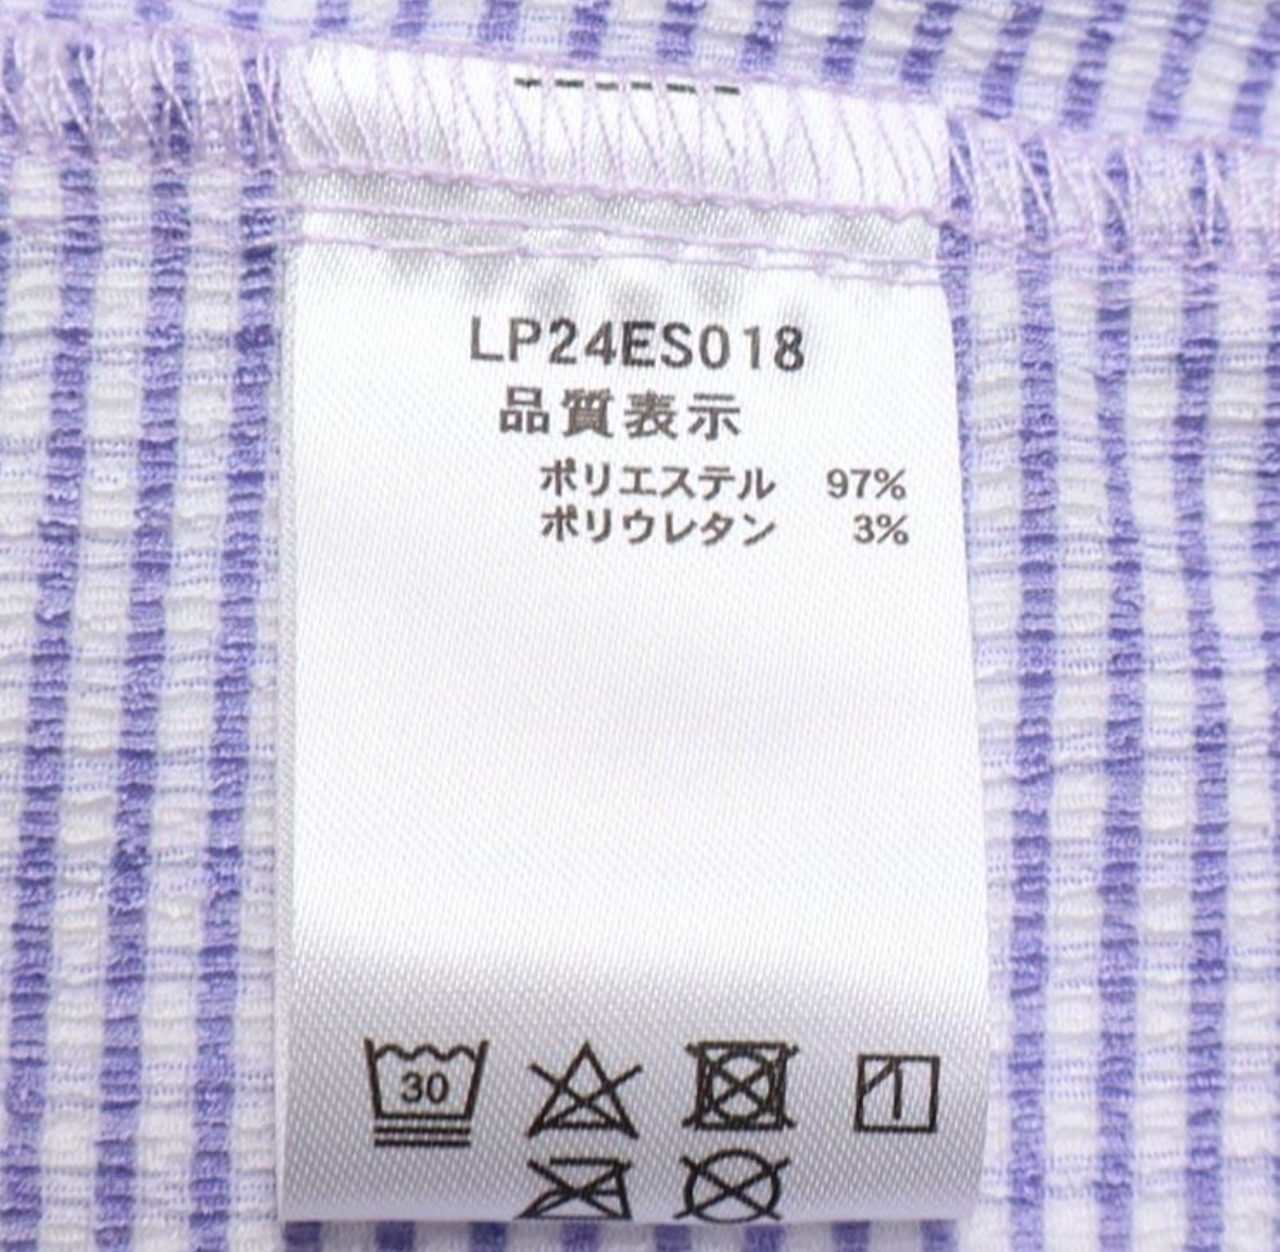 LP24ES018
品質表示
ポリエステル 97%
ポリウレタン 3%
30